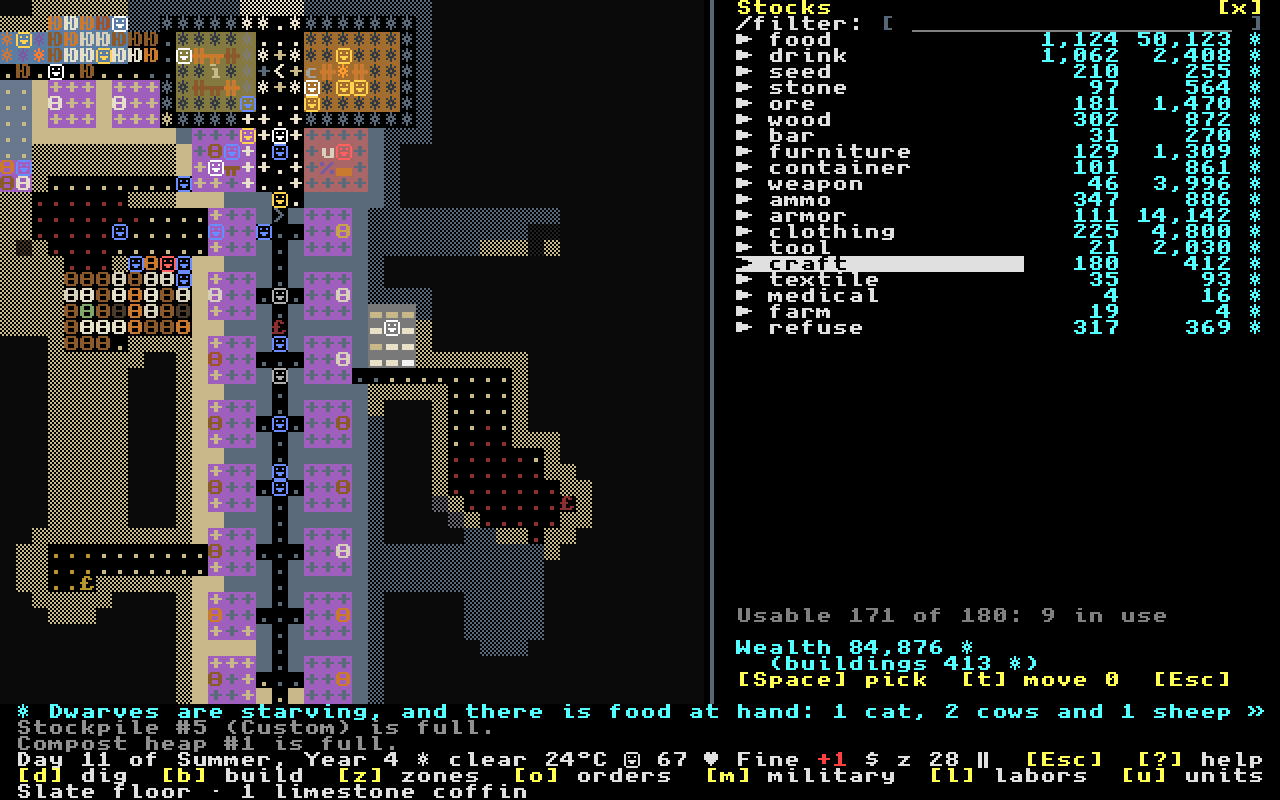 Stocks [x]
/filter: [ ]
► food 1,124 50,123 *
► drink 1,062 2,408 *
► seed 210 255 *
► stone 97 564 *
► ore 181 1,470 *
► wood 302 872 *
► bar 31 270 *
► furniture 129 1,309 *
► container 101 861 *
► weapon 46 3,996 *
► ammo 347 886 *
► armor 111 14,142 *
► clothing 225 4,800 *
► tool 21 2,030 *
► craft 180 412 *
► textile 35 93 *
► medical 4 16 *
► farm 19 4 *
► refuse 317 369 *
Usable 171 of 180: 9 in use
Wealth 84,876 *
(buildings 413 *)
[Space] pick [t] move 0 [Esc]
* Dwarves are starving, and there is food at hand: 1 cat, 2 cows and 1 sheep »
Stockpile #5 (Custom) is full.
Compost heap #1 is full.
Day 11 of Summer, Year 4 * clear 24°C ☺ 67 ♥ Fine +1 $ z 28 ‖ [Esc] [?] help
[d] dig [b] build [z] zones [o] orders [m] military [l] labors [u] units
Slate floor · 1 limestone coffin